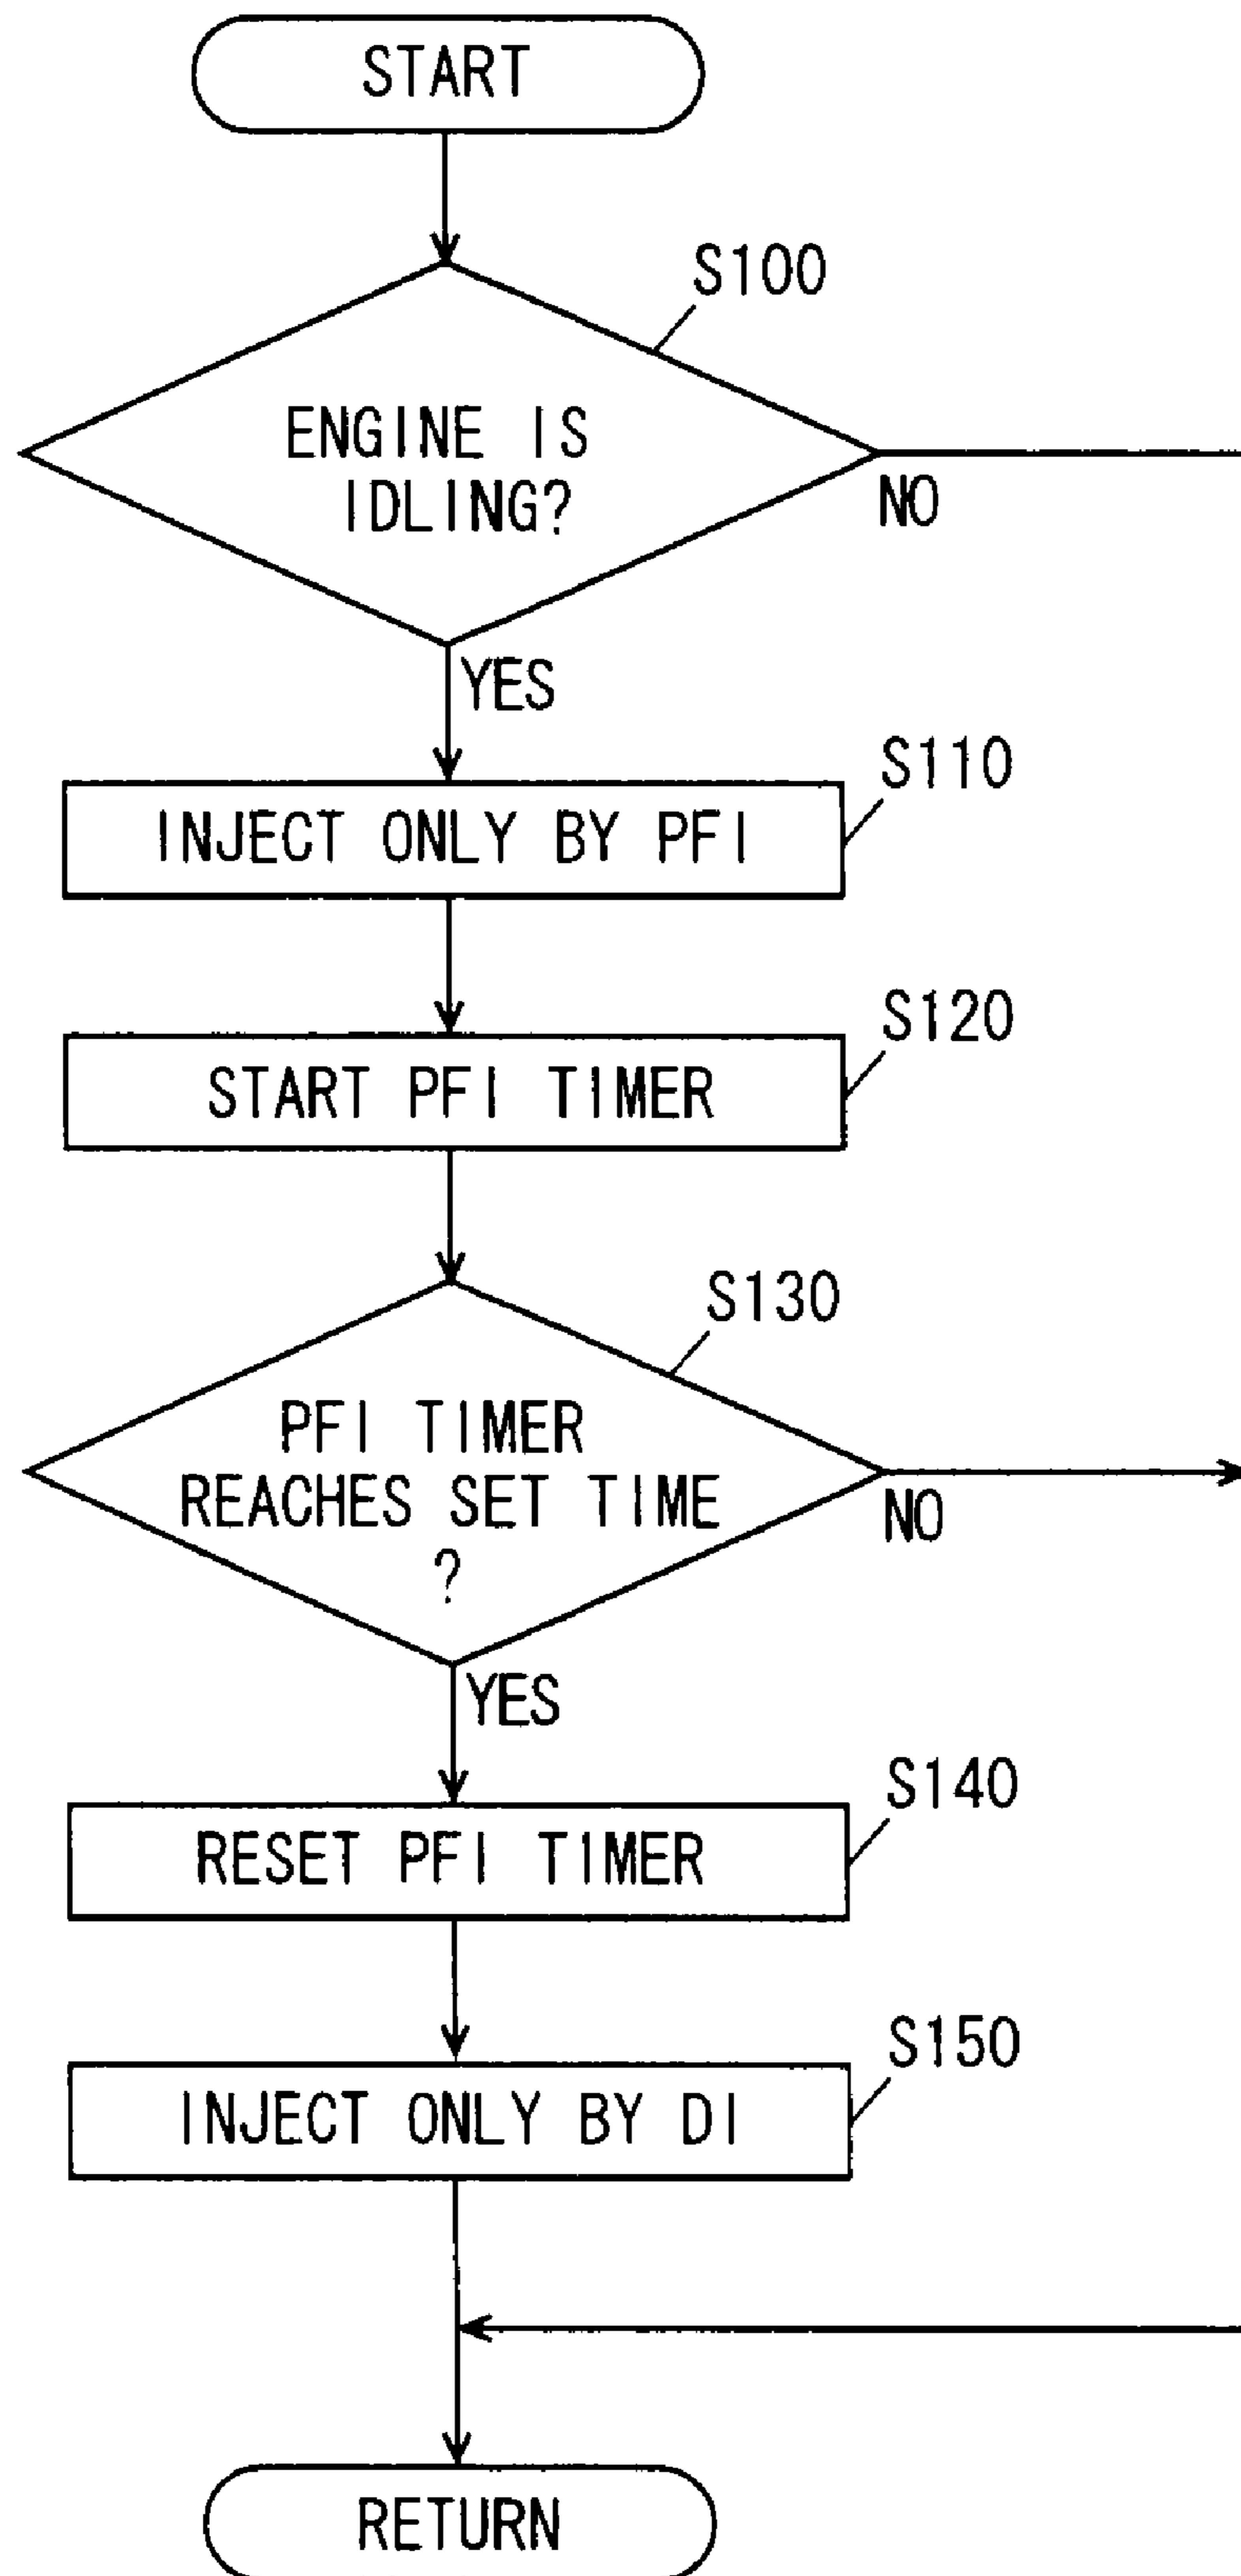 START
S100
ENGINE IS
IDLING?
NO
YES
S110
INJECT ONLY BY PFI
S120
START PFI TIMER
S130
PFI TIMER
REACHES SET TIME
?
NO
YES
S140
RESET PFI TIMER
S150
INJECT ONLY BY DI
RETURN